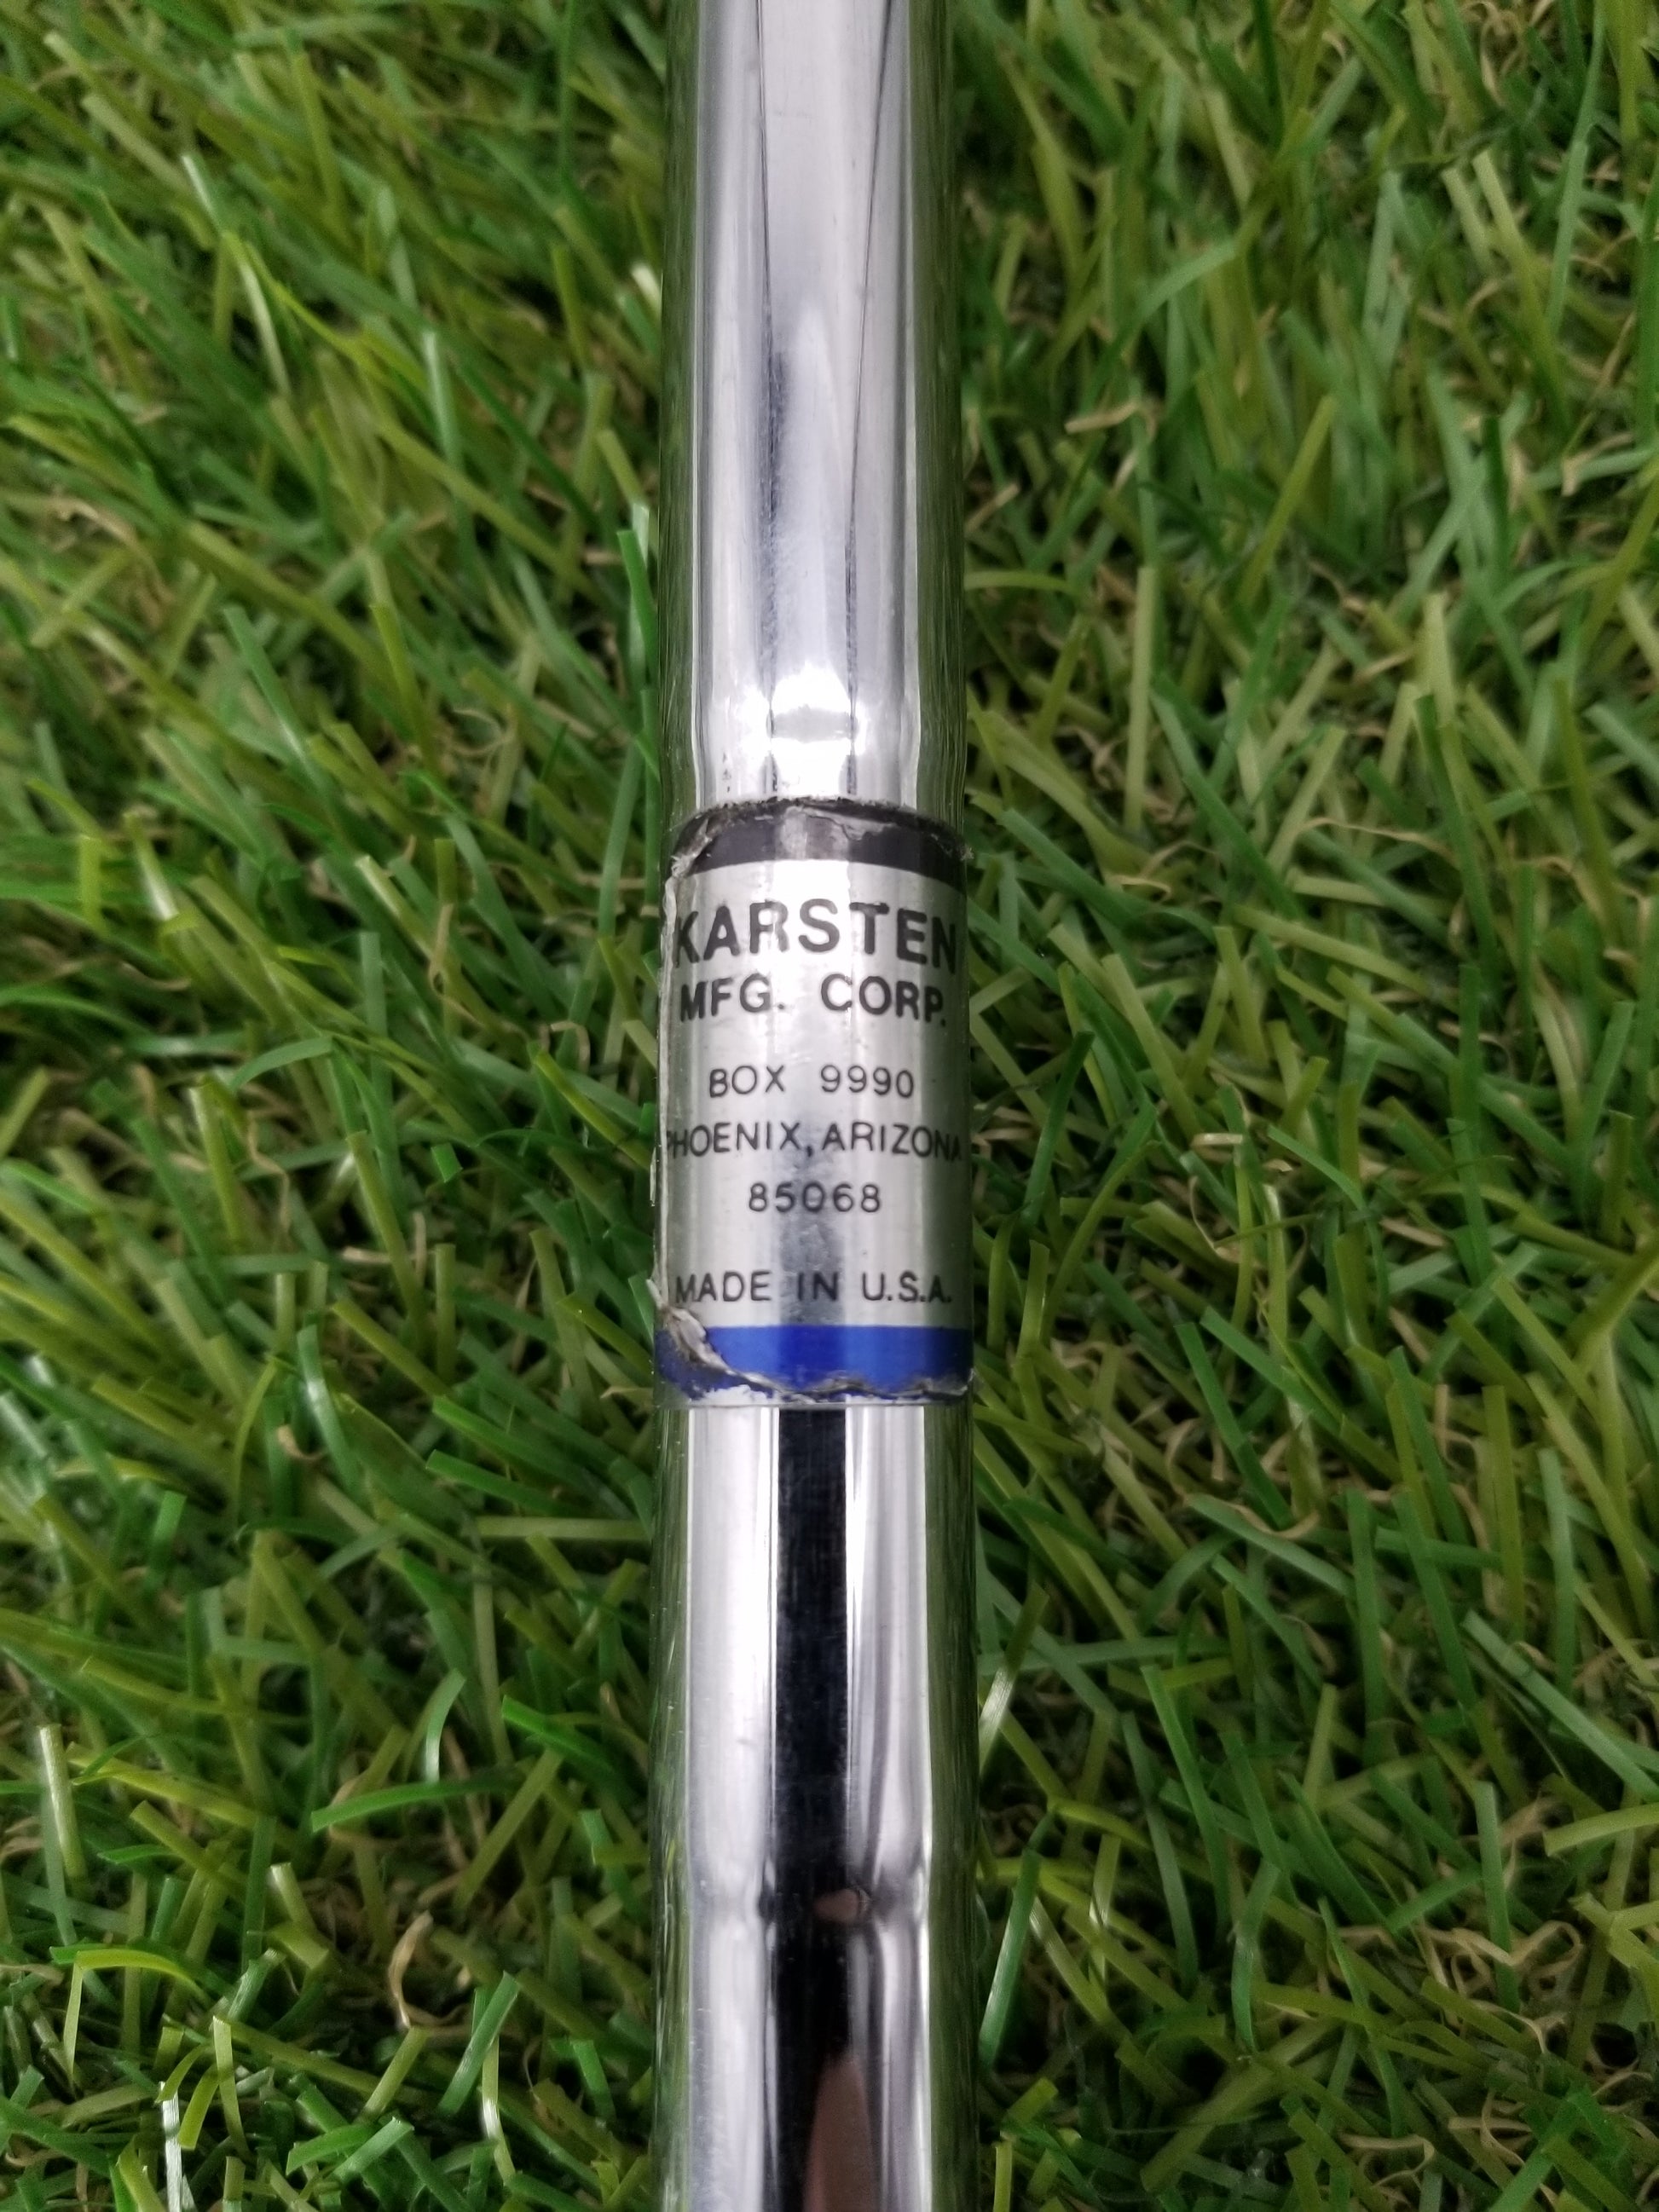 KARSTEN
MFG. CORP.
BOX 9990
PHOENIX, ARIZONA
85068
MADE IN U.S.A.